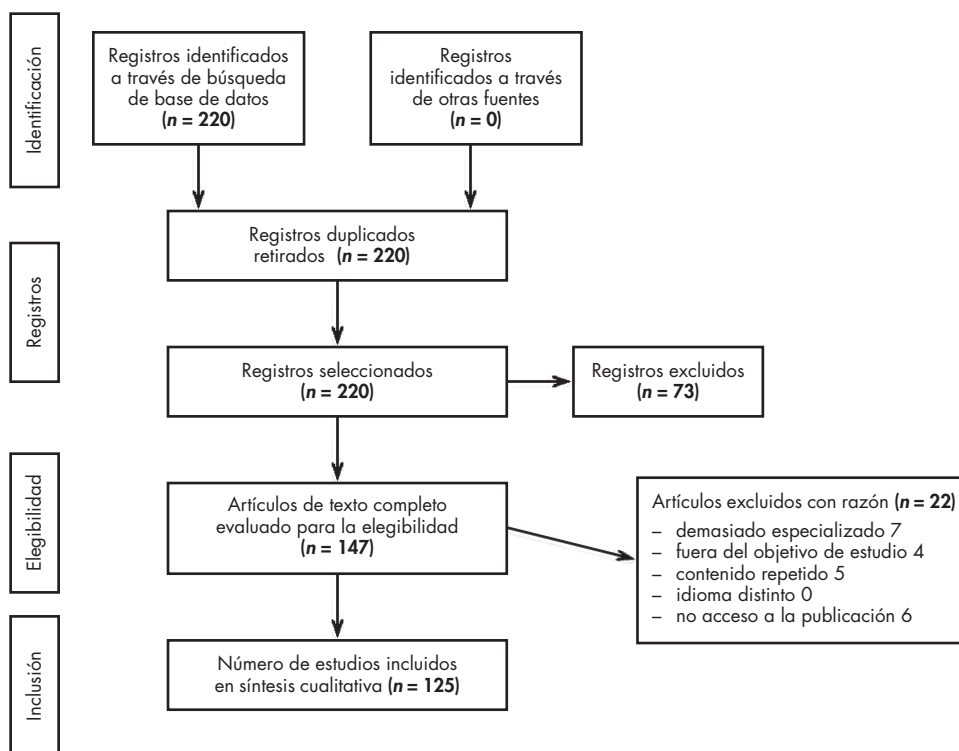 Identificación
Registros identificados
a través de búsqueda
de base de datos
(n = 220)
Registros
identificados a través
de otras fuentes
(n = 0)
Registros duplicados
retirados (n = 220)
Registros
Registros seleccionados
(n = 220)
Registros excluidos
(n = 73)
Elegibilidad
Artículos de texto completo
evaluado para la elegibilidad
(n = 147)
Artículos excluidos con razón (n = 22)
– demasiado especializado 7
– fuera del objetivo de estudio 4
– contenido repetido 5
– idioma distinto 0
– no acceso a la publicación 6
Inclusión
Número de estudios incluidos
en síntesis cualitativa (n = 125)